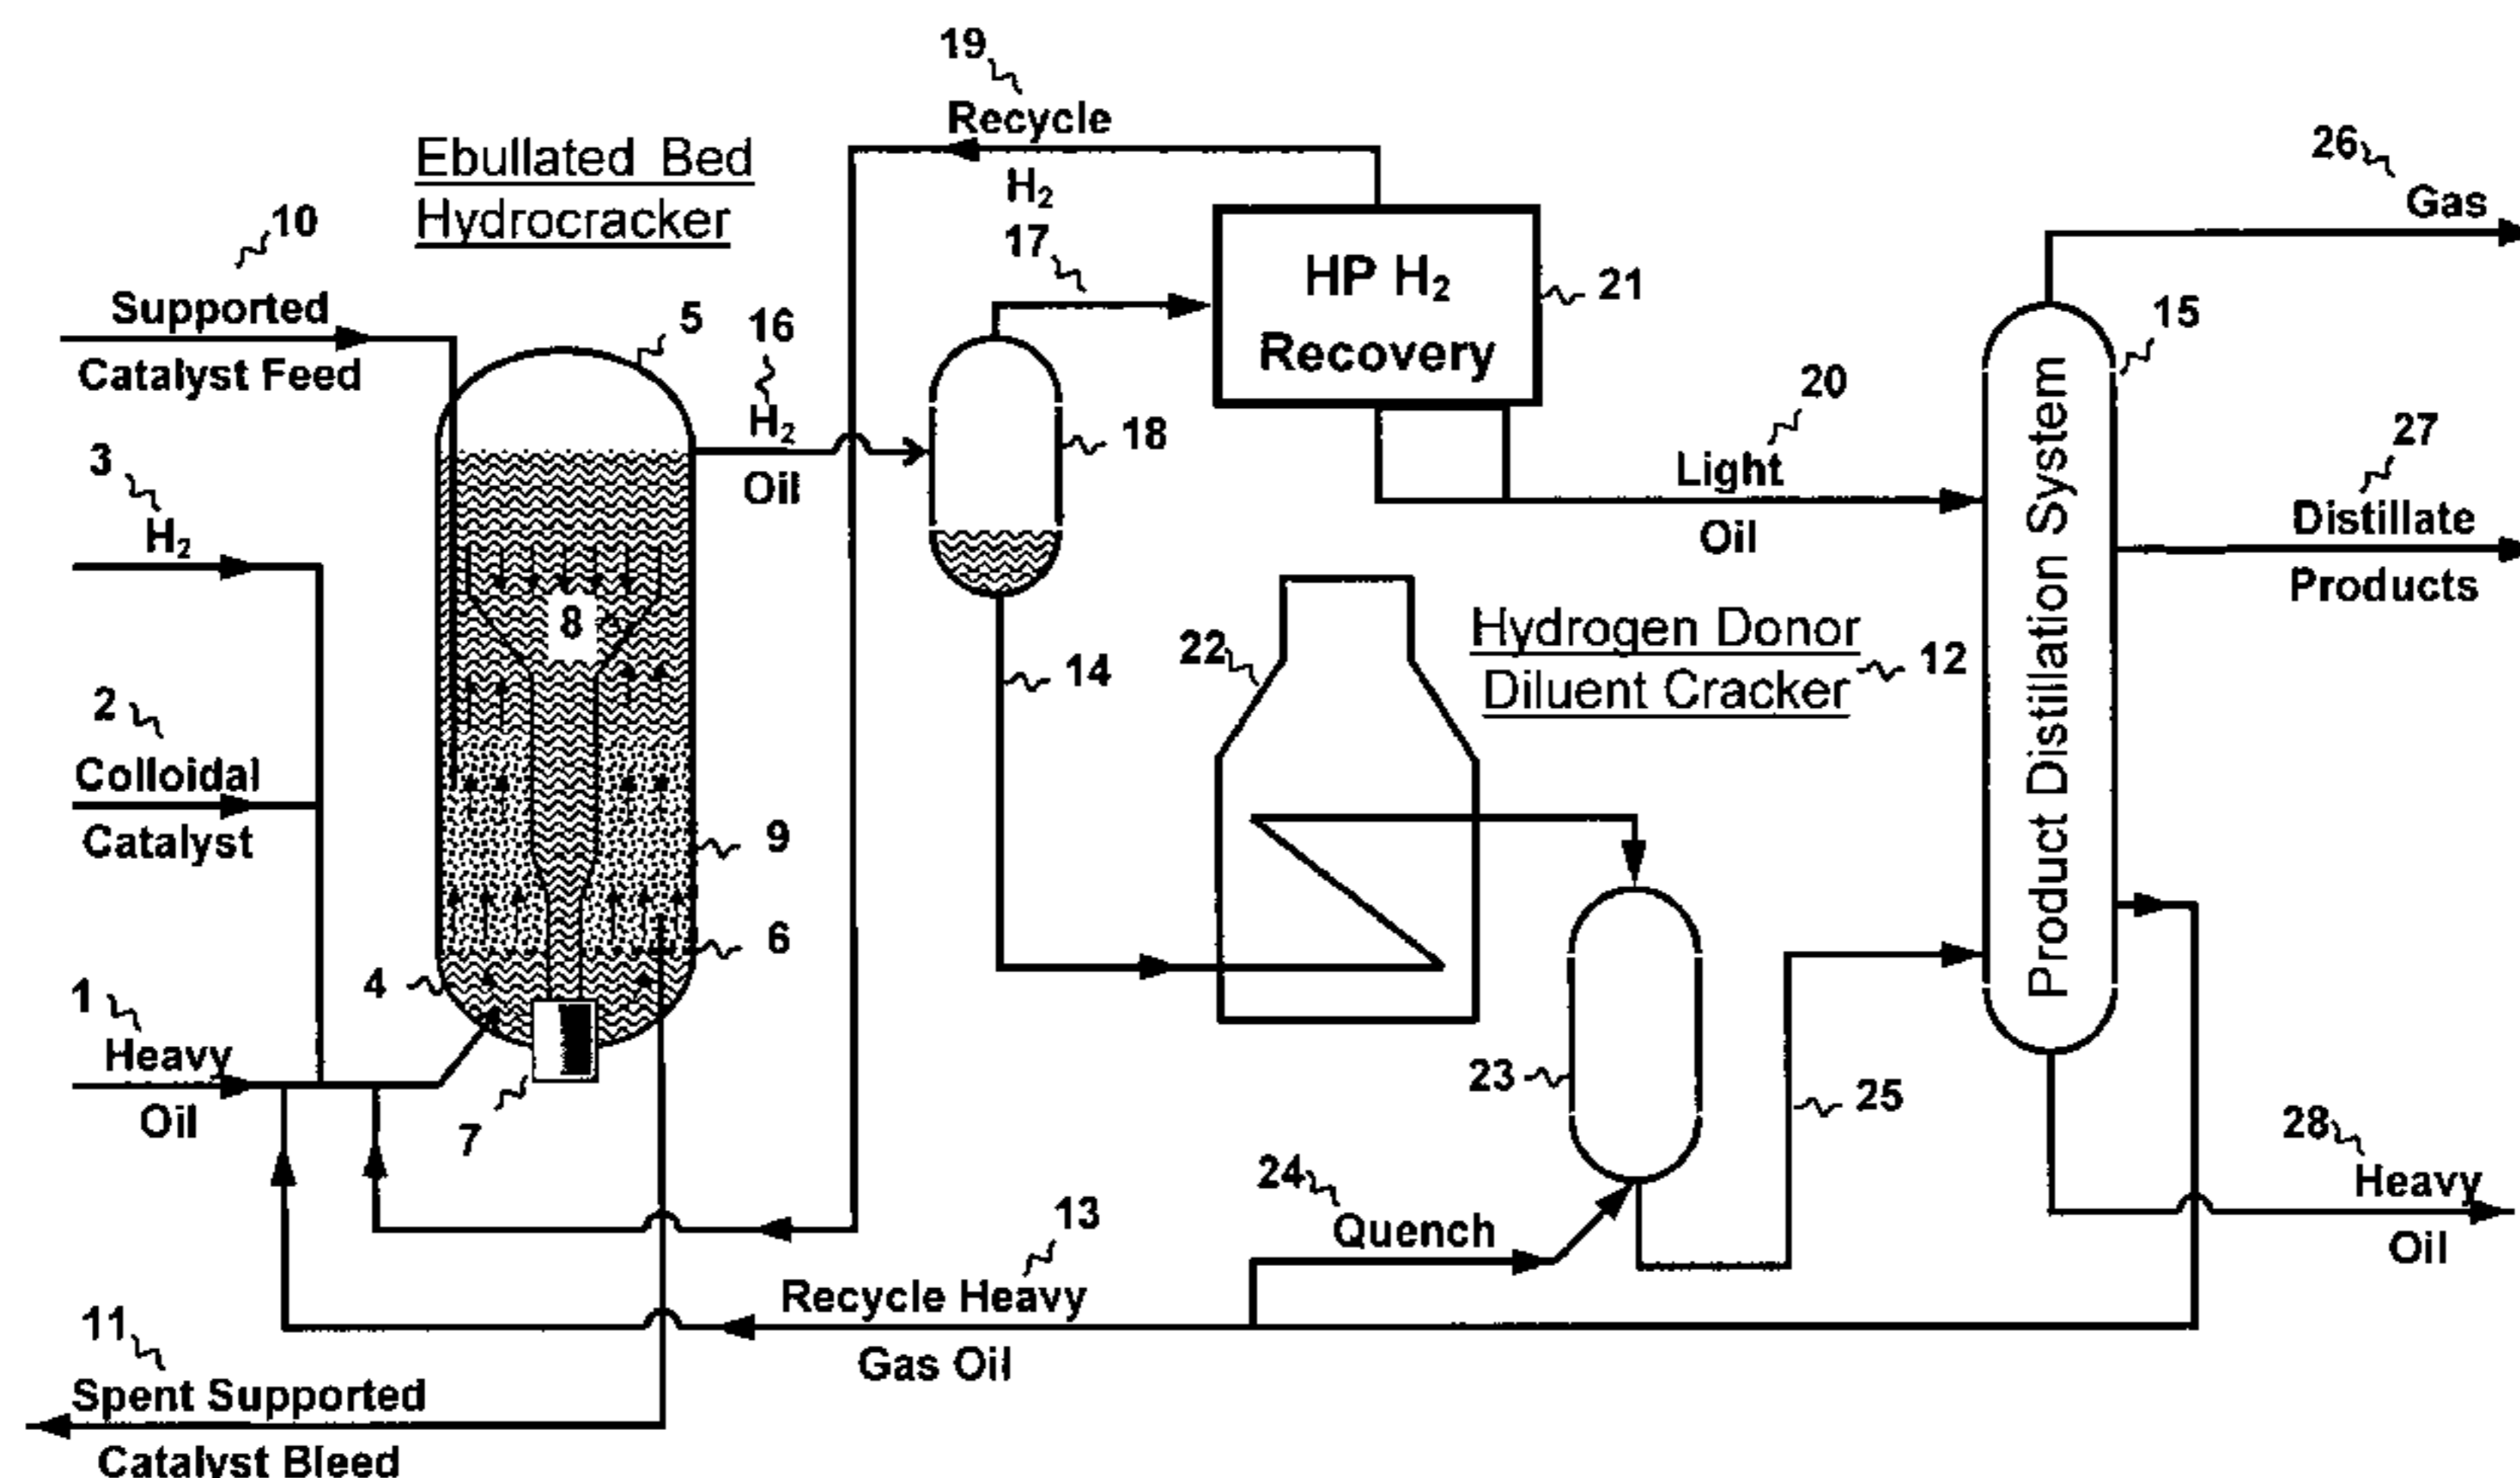 19
Recycle
H₂
26
Gas
Ebullated Bed
Hydrocracker
10
Supported
Catalyst Feed
5
16
H₂
Oil
17
HP H₂
Recovery
21
15
18
20
Light
Oil
27
Distillate
Products
3
H₂
8
Product Distillation System
Hydrogen Donor
Diluent Cracker
12
22
14
2
Colloidal
Catalyst
9
6
4
1
Heavy
Oil
7
23
25
24
Quench
28
Heavy
Oil
13
Recycle Heavy
Gas Oil
11
Spent Supported
Catalyst Bleed